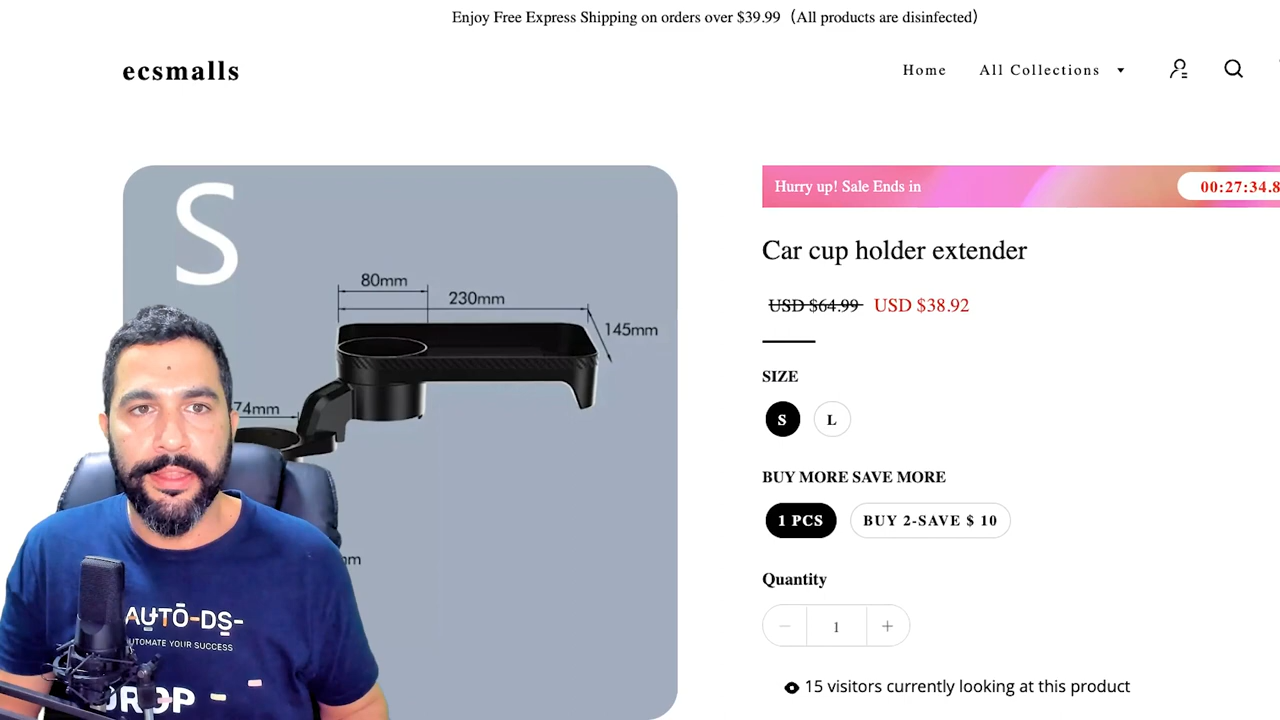 Enjoy Free Express Shipping on orders over $39.99（All products are disinfected）
ecsmalls
Home
All Collections
S
80mm
230mm
145mm
74mm
Hurry up! Sale Ends in
00:27:34.8
Car cup holder extender
USD $64.99 USD $38.92
SIZE
S
L
BUY MORE SAVE MORE
1 PCS
BUY 2-SAVE $ 10
Quantity
1
15 visitors currently looking at this product
AUTO-DS-
AUTOMATE YOUR SUCCESS
DROP